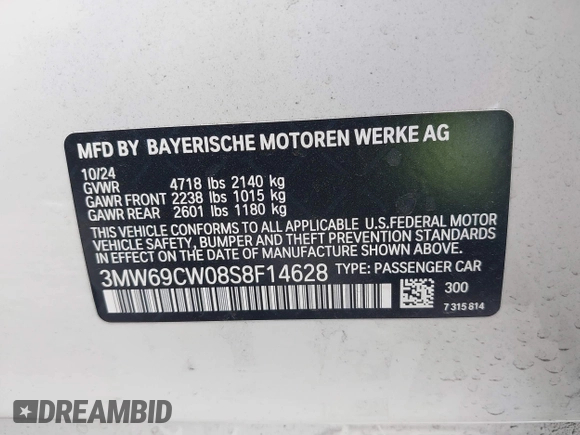 MFD BY BAYERISCHE MOTOREN WERKE AG
10/24
GVWR 4718 lbs 2140 kg
GAWR FRONT 2238 lbs 1015 kg
GAWR REAR 2601 lbs 1180 kg
THIS VEHICLE CONFORMS TO ALL APPLICABLE U.S.FEDERAL MOTOR
VEHICLE SAFETY, BUMPER, AND THEFT PREVENTION STANDARDS IN
EFFECT ON THE DATE OF MANUFACTURE SHOWN ABOVE.
3MW69CW08S8F14628 TYPE: PASSENGER CAR
300
7 315 814
DREAMBID